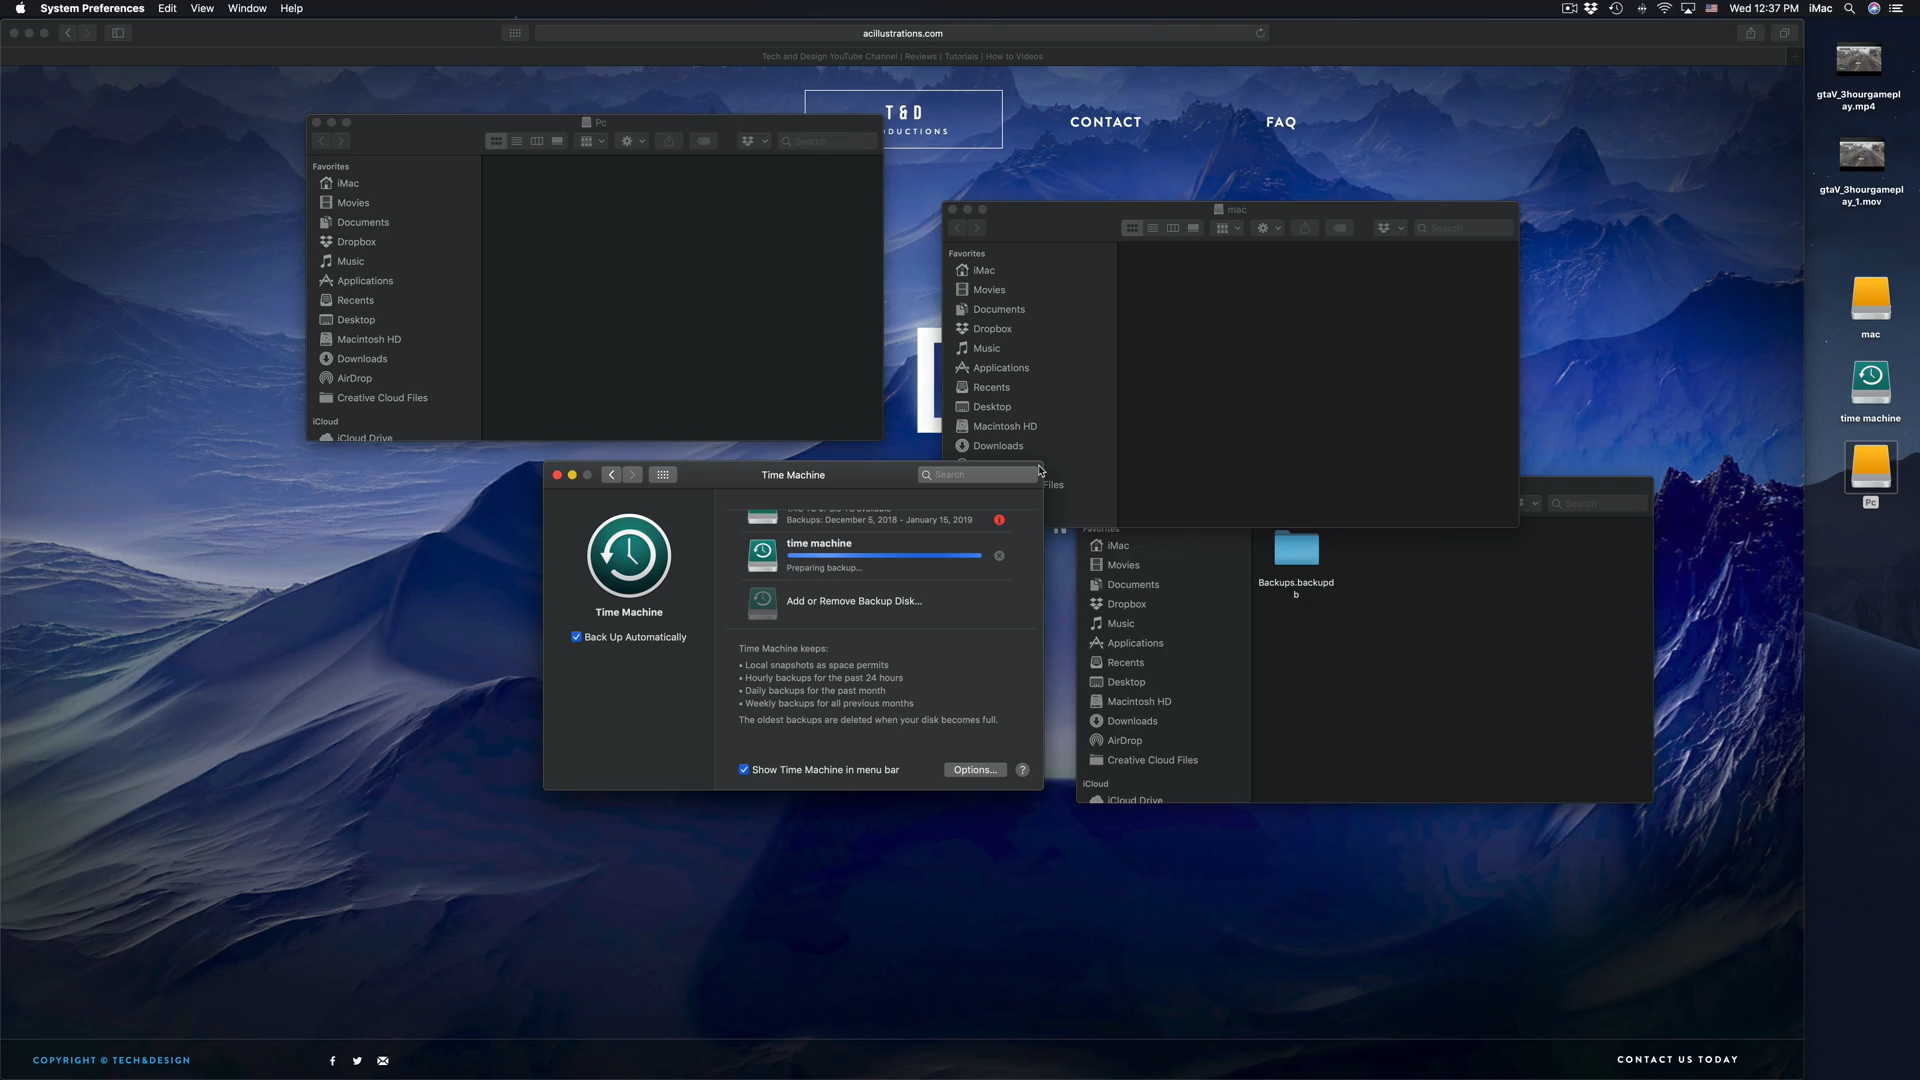 System Preferences Edit View Window Help
Wed 12:37 PM iMac
acillustrations.com
Tech and Design YouTube Channel | Reviews | Tutorials | How to Videos
T&D
CONTACT
FAQ
Pc
Search
Favorites
iMac
Movies
Documents
Dropbox
Music
Applications
Recents
Desktop
Macintosh HD
Downloads
AirDrop
Creative Cloud Files
iCloud
iCloud Drive
mac
Search
Favorites
iMac
Movies
Documents
Dropbox
Music
Applications
Recents
Desktop
Macintosh HD
Downloads
Files
Time Machine
Search
Time Machine
Back Up Automatically
Backups: December 5, 2018 - January 15, 2019
time machine
Preparing backup...
Add or Remove Backup Disk...
Time Machine keeps:
• Local snapshots as space permits
• Hourly backups for the past 24 hours
• Daily backups for the past month
• Weekly backups for all previous months
The oldest backups are deleted when your disk becomes full.
Show Time Machine in menu bar
Options...
?
Search
Favorites
iMac
Movies
Documents
Dropbox
Music
Applications
Recents
Desktop
Macintosh HD
Downloads
AirDrop
Creative Cloud Files
iCloud
iCloud Drive
Backups.backupd
b
gtaV_3hourgamepl
ay.mp4
gtaV_3hourgamepl
ay_1.mov
mac
time machine
Pc
COPYRIGHT © TECH&DESIGN
CONTACT US TODAY